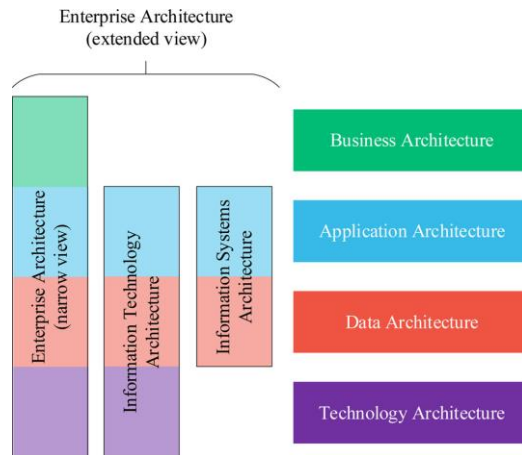 Enterprise Architecture
(extended view)
Enterprise Architecture
(narrow view)
Information Technology
Architecture
Information Systems
Architecture
Business Architecture
Application Architecture
Data Architecture
Technology Architecture